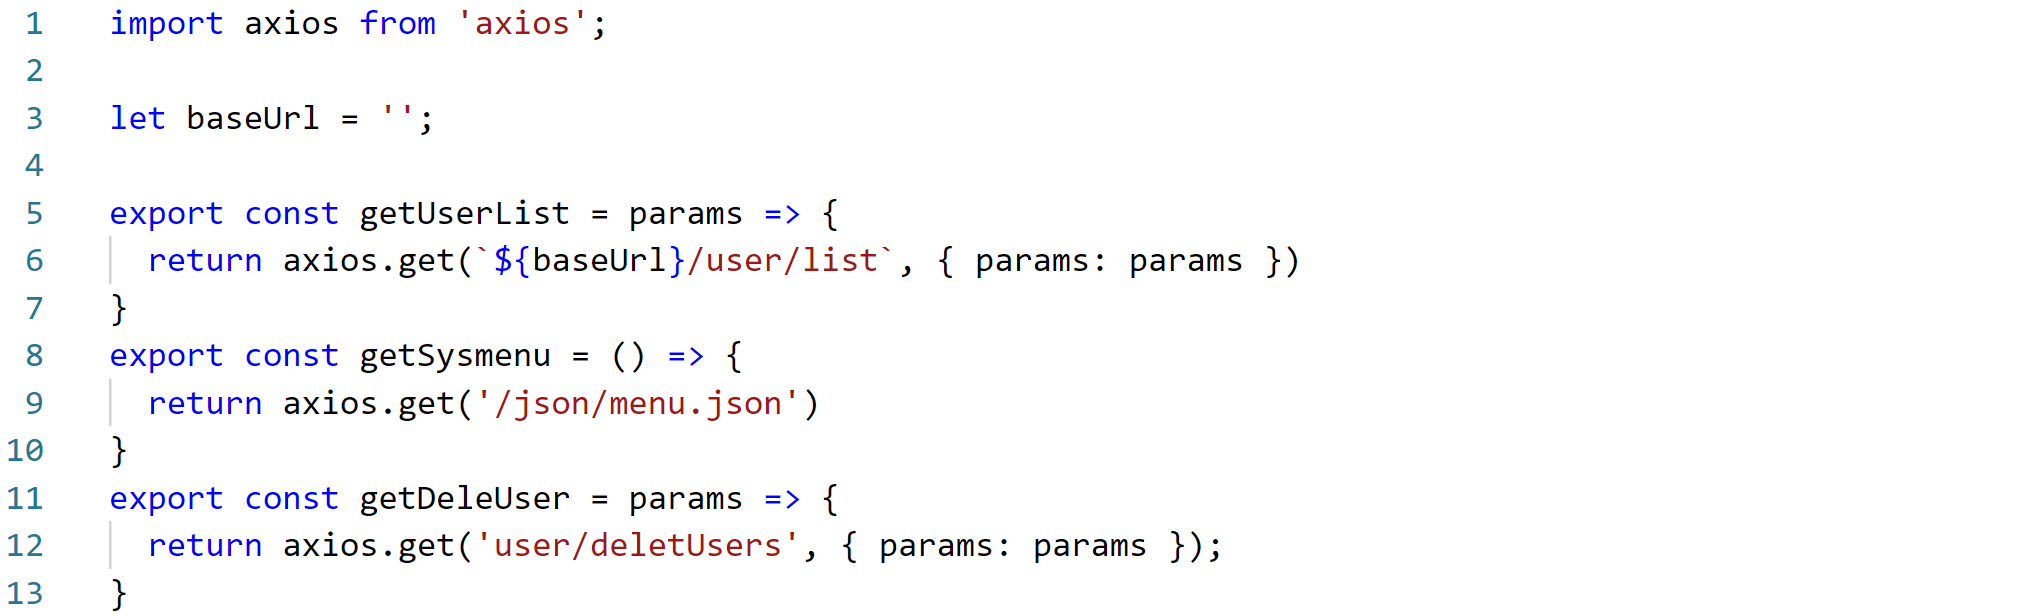 1 import axios from 'axios';
2
3 let baseUrl = '';
4
5 export const getUserList = params => {
6 return axios.get(`${baseUrl}/user/list`, { params: params })
7 }
8 export const getSysmenu = () => {
9 return axios.get('/json/menu.json')
10 }
11 export const getDeleUser = params => {
12 return axios.get('user/deletUsers', { params: params });
13 }